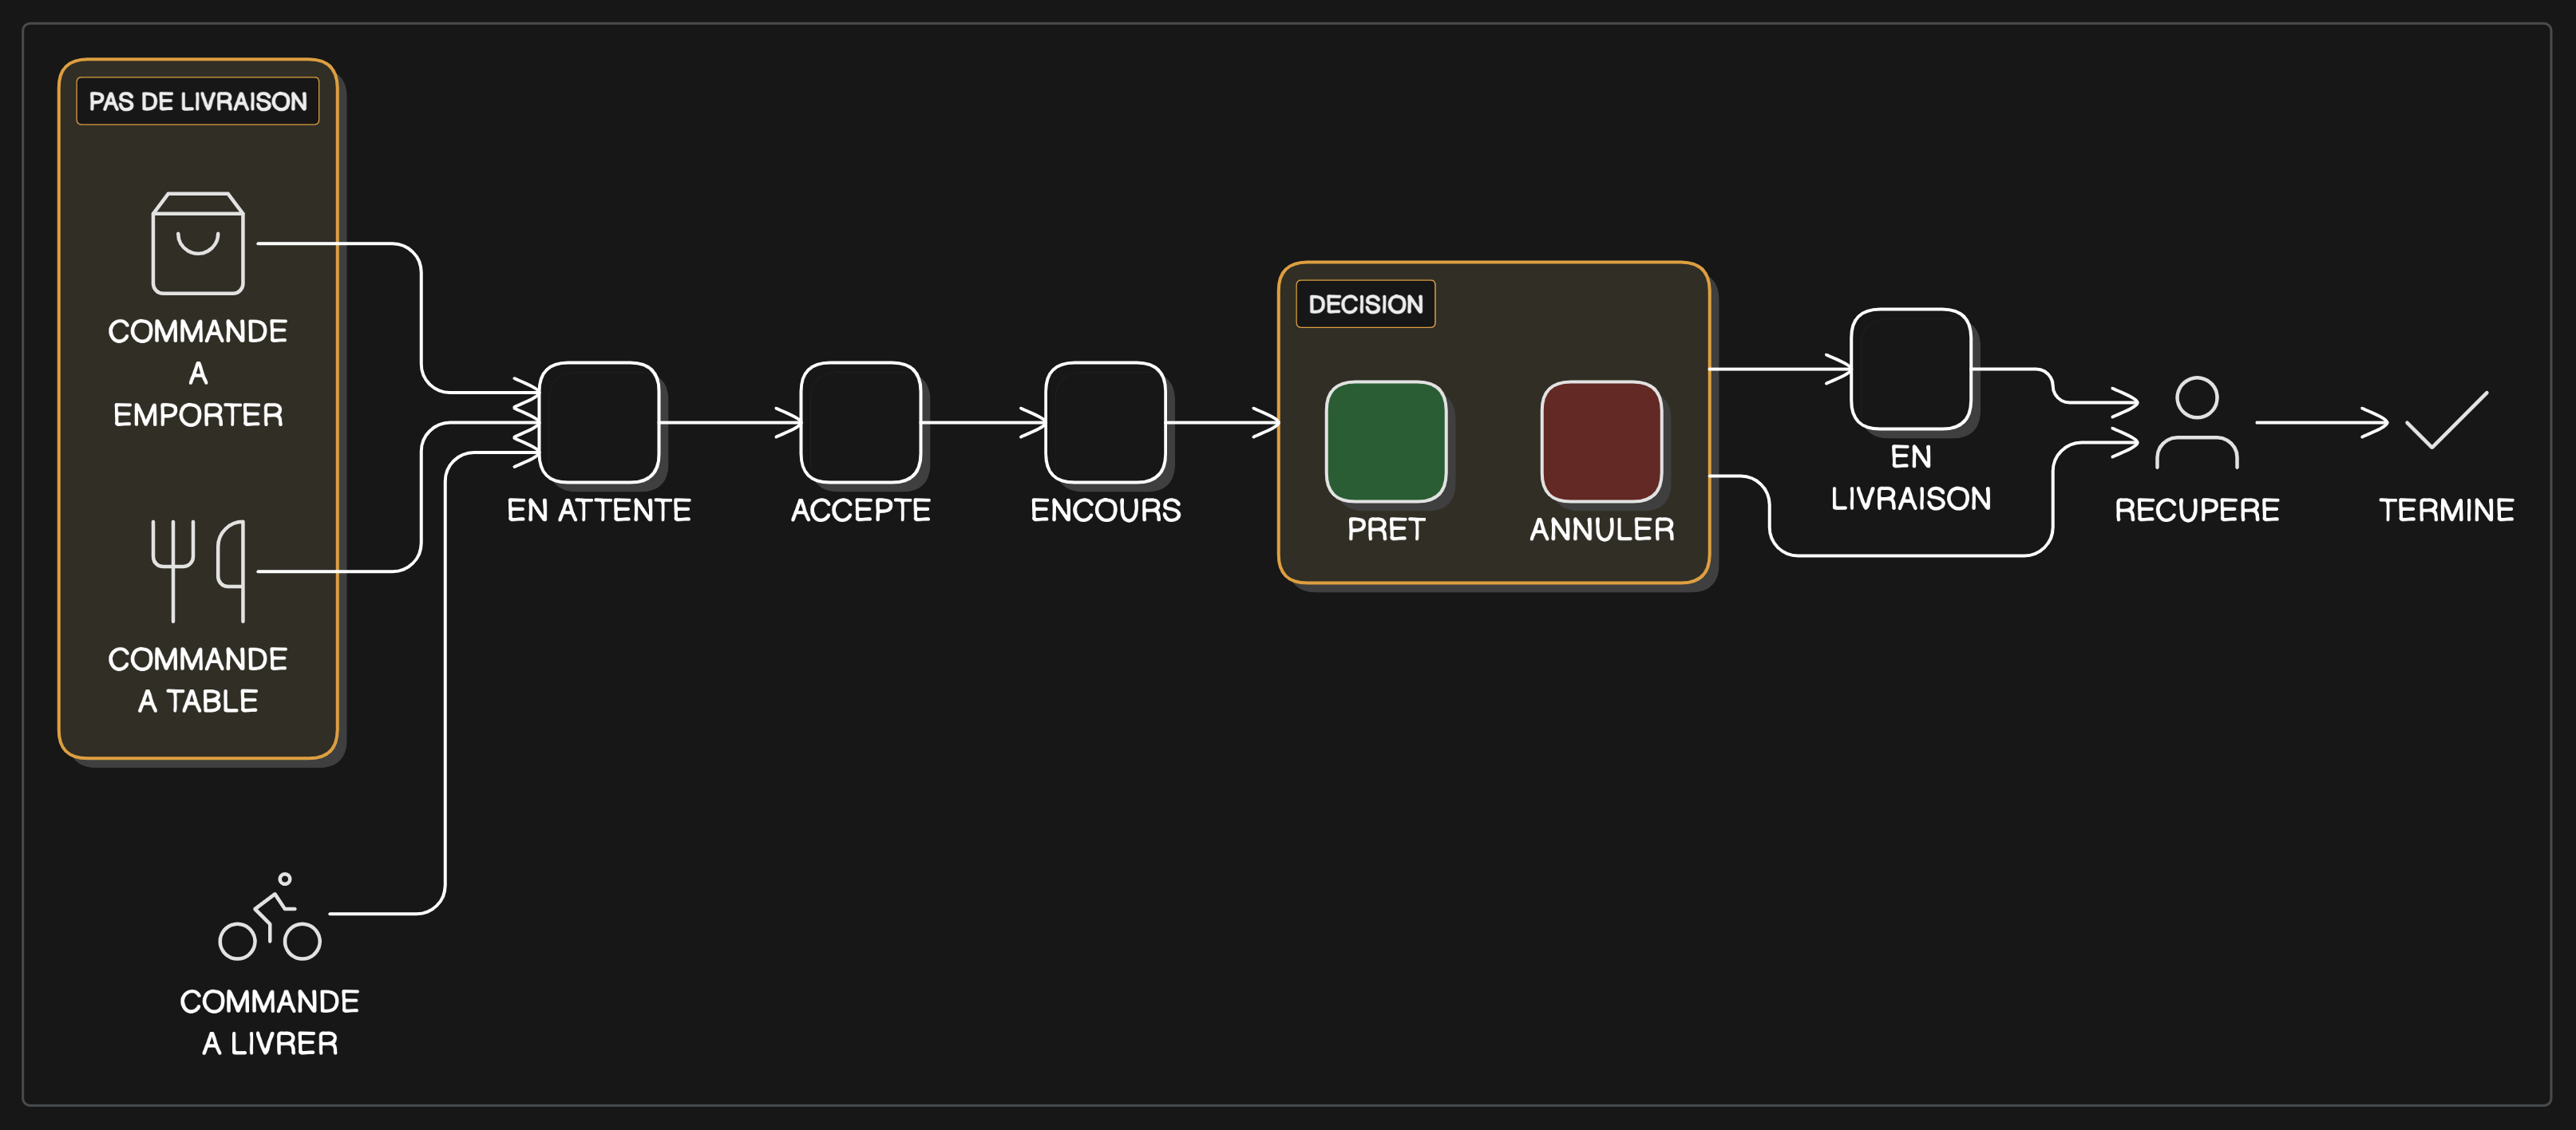 PAS DE LIVRAISON
COMMANDE
A
EMPORTER
COMMANDE
A TABLE
COMMANDE
A LIVRER
EN ATTENTE
ACCEPTE
ENCOURS
DECISION
PRET
ANNULER
EN
LIVRAISON
RECUPERE
TERMINE